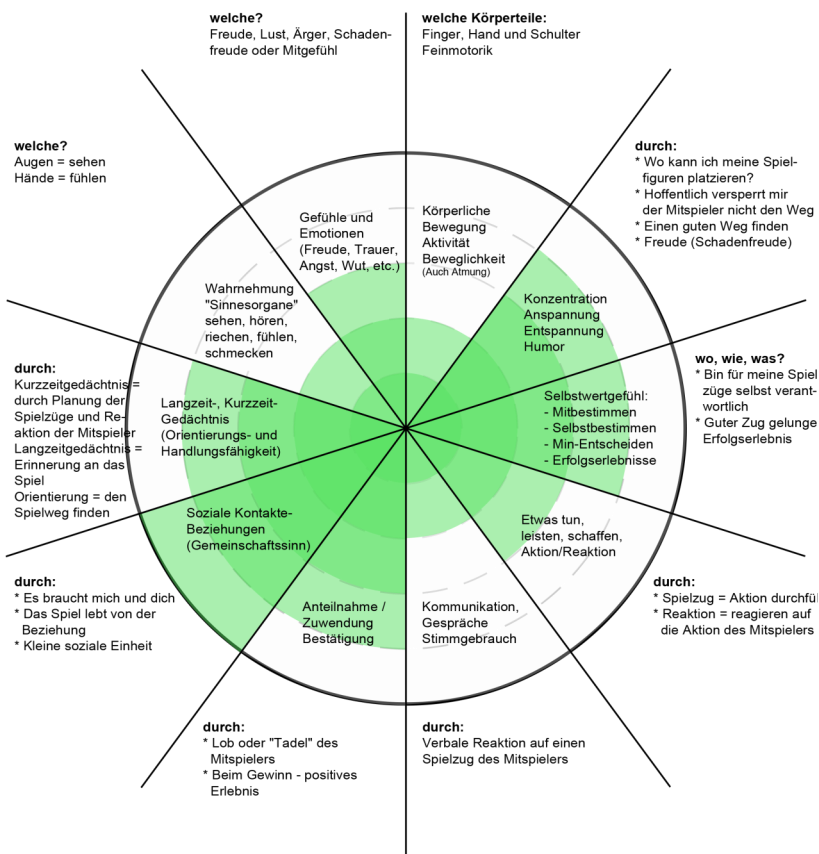 welche?
Freude, Lust, Ärger, Schaden-
freude oder Mitgefühl
welche Körperteile:
Finger, Hand und Schulter
Feinmotorik
welche?
Augen = sehen
Hände = fühlen
durch:
* Wo kann ich meine Spiel-
figuren platzieren?
* Hoffentlich versperrt mir
der Mitspieler nicht den Weg
* Einen guten Weg finden
* Freude (Schadenfreude)
Gefühle und
Emotionen
(Freude, Trauer,
Angst, Wut, etc.)
Körperliche
Bewegung
Aktivität
Beweglichkeit
(Auch Atmung)
Wahrnehmung
"Sinnesorgane"
sehen, hören,
riechen, fühlen,
schmecken
Konzentration
Anspannung
Entspannung
Humor
durch:
Kurzzeitgedächtnis =
durch Planung der
Spielzüge und Re-
aktion der Mitspieler
Langzeitgedächtnis =
Erinnerung an das
Spiel
Orientierung = den
Spielweg finden
Langzeit-, Kurzzeit-
Gedächtnis
(Orientierungs- und
Handlungsfähigkeit)
Selbstwertgefühl:
- Mitbestimmen
- Selbstbestimmen
- Min-Entscheiden
- Erfolgserlebnisse
wo, wie, was?
* Bin für meine Spiel
züge selbst verant-
wortlich
* Guter Zug gelunge
Erfolgserlebnis
Soziale Kontakte-
Beziehungen
(Gemeinschaftssinn)
Etwas tun,
leisten, schaffen,
Aktion/Reaktion
durch:
* Es braucht mich und dich
* Das Spiel lebt von der
Beziehung
* Kleine soziale Einheit
Anteilnahme /
Zuwendung
Bestätigung
Kommunikation,
Gespräche
Stimmgebrauch
durch:
* Spielzug = Aktion durchfül
* Reaktion = reagieren auf
die Aktion des Mitspielers
durch:
* Lob oder "Tadel" des
Mitspielers
* Beim Gewinn - positives
Erlebnis
durch:
Verbale Reaktion auf einen
Spielzug des Mitspielers